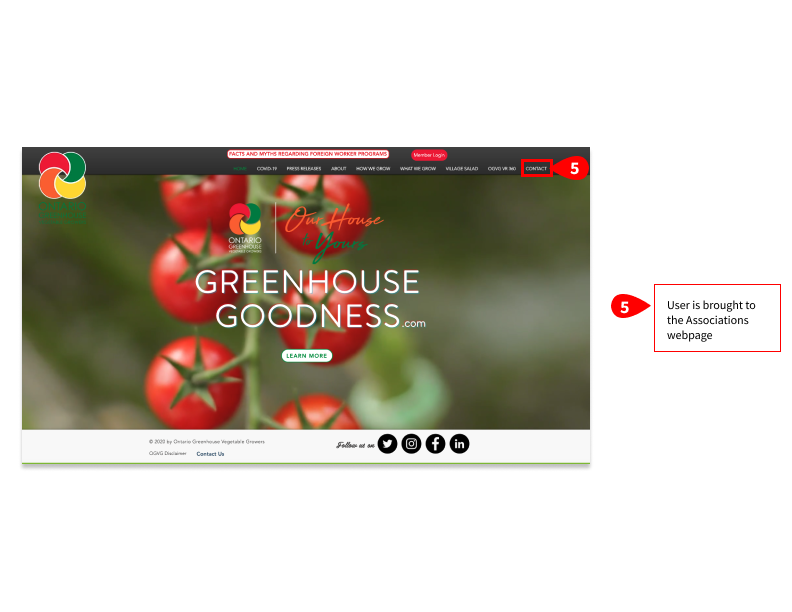 FACTS AND MYTHS REGARDING FOREIGN WORKER PROGRAMS
Member Login
HOME COVID-19 PRESS RELEASES ABOUT HOW WE GROW WHAT WE GROW VILLAGE SALAD OGVG VR 360 CONTACT
5
ONTARIO
GREENHOUSE
Our House
to Yours
GREENHOUSE
GOODNESS.com
LEARN MORE
5
User is brought to
the Associations
webpage
© 2020 by Ontario Greenhouse Vegetable Growers
Follow us on
OGVG Disclaimer Contact Us